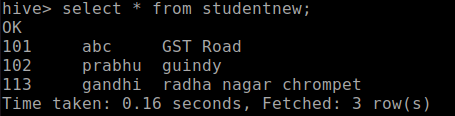 hive> select * from studentnew;
OK
101 abc GST Road
102 prabhu guindy
113 gandhi radha nagar chrompet
Time taken: 0.16 seconds, Fetched: 3 row(s)